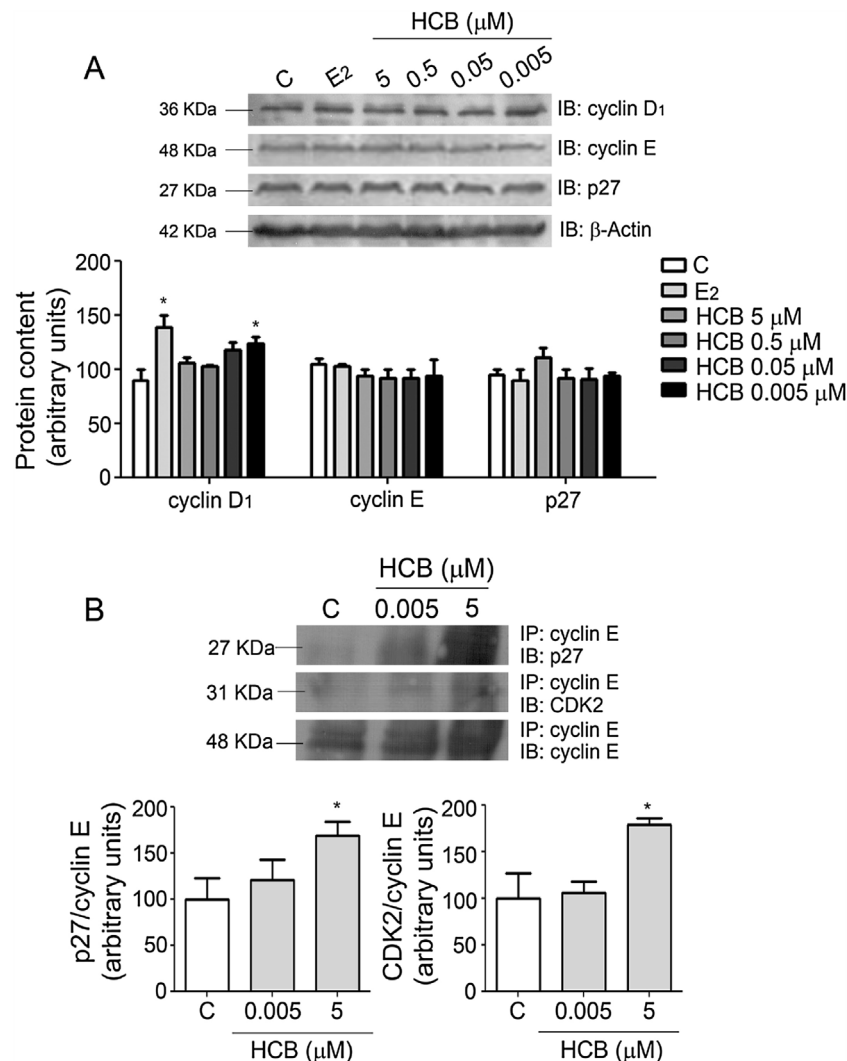 HCB (μM)
A
C E2 5 0.5 0.05 0.005
36 KDa IB: cyclin D1
48 KDa IB: cyclin E
27 KDa IB: p27
42 KDa IB: β-Actin
Protein content
(arbitrary units)
200
150
100
50
0
* *
cyclin D1 cyclin E p27
C
E2
HCB 5 μM
HCB 0.5 μM
HCB 0.05 μM
HCB 0.005 μM
B
HCB (μM)
C 0.005 5
27 KDa IP: cyclin E
IB: p27
31 KDa IP: cyclin E
IB: CDK2
48 KDa IP: cyclin E
IB: cyclin E
p27/cyclin E
(arbitrary units)
200
150
100
50
0
*
C 0.005 5
HCB (μM)
CDK2/cyclin E
(arbitrary units)
200
150
100
50
0
*
C 0.005 5
HCB (μM)